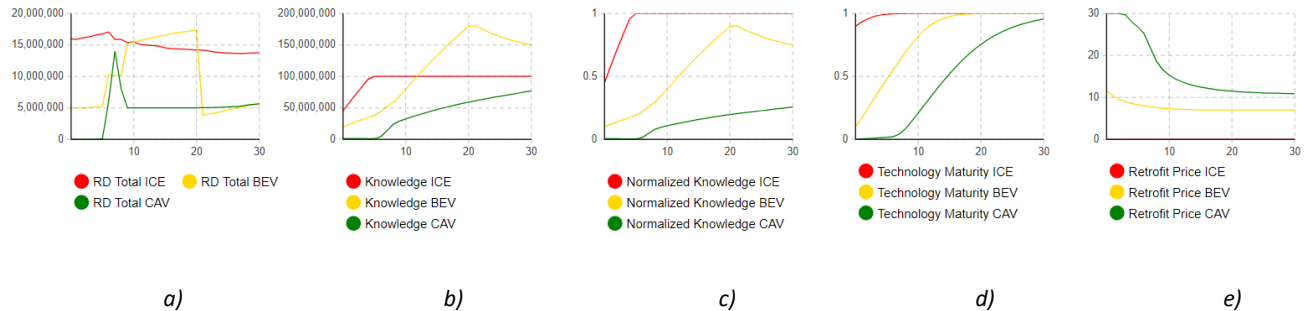 20,000,000
15,000,000
10,000,000
5,000,000
0
10 20 30
RD Total ICE RD Total BEV
RD Total CAV
a)
200,000,000
150,000,000
100,000,000
50,000,000
0
10 20 30
Knowledge ICE
Knowledge BEV
Knowledge CAV
b)
1
0.5
0
10 20 30
Normalized Knowledge ICE
Normalized Knowledge BEV
Normalized Knowledge CAV
c)
1
0.5
0
10 20 30
Technology Maturity ICE
Technology Maturity BEV
Technology Maturity CAV
d)
30
20
10
0
10 20 30
Retrofit Price ICE
Retrofit Price BEV
Retrofit Price CAV
e)